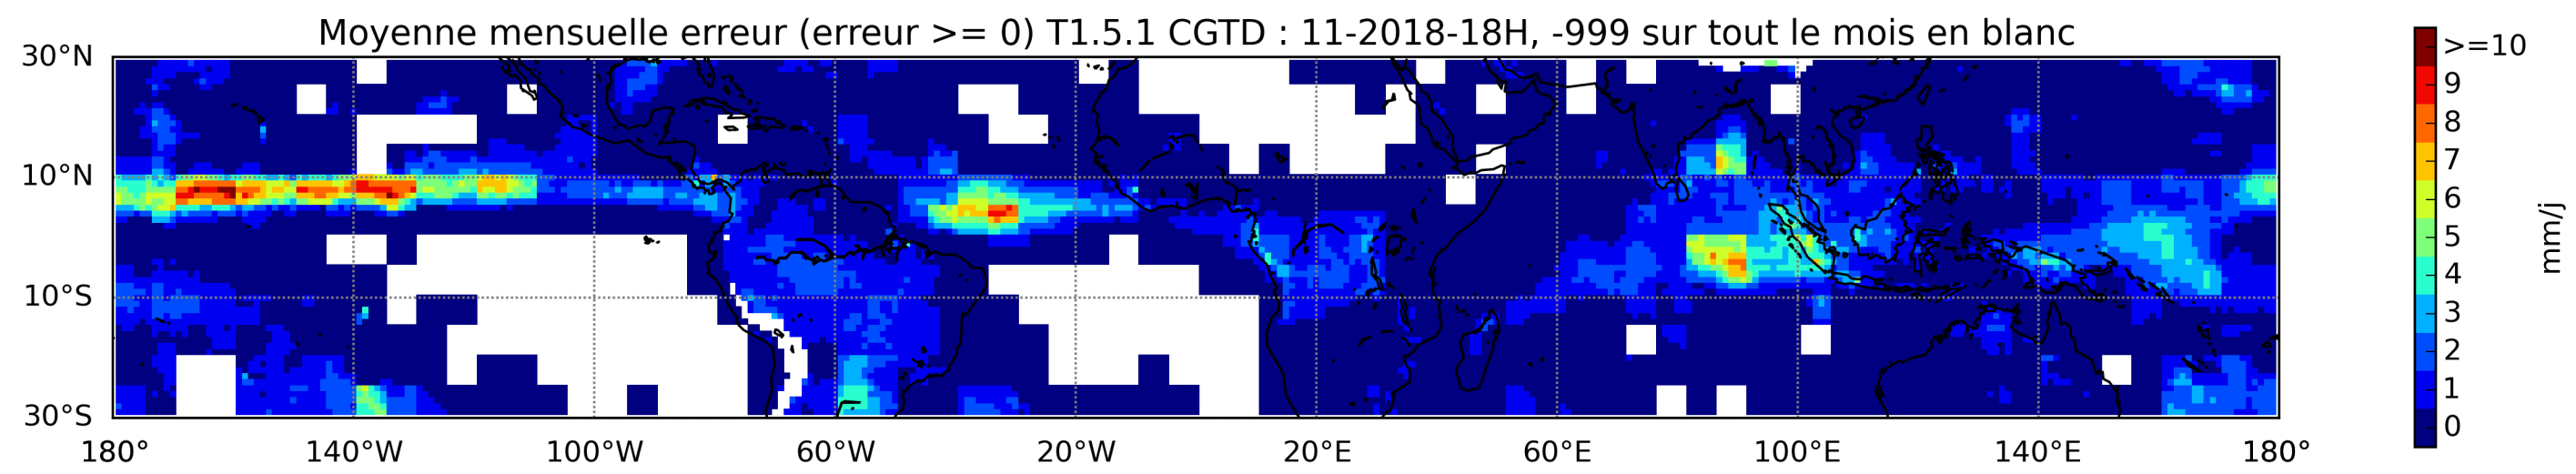 Moyenne mensuelle erreur (erreur >= 0) T1.5.1 CGTD : 11-2018-18H, -999 sur tout le mois en blanc
30°N
10°N
10°S
30°S
180° 140°W 100°W 60°W 20°W 20°E 60°E 100°E 140°E 180°
>=10
9
8
7
6
5
4
3
2
1
0
mm/j